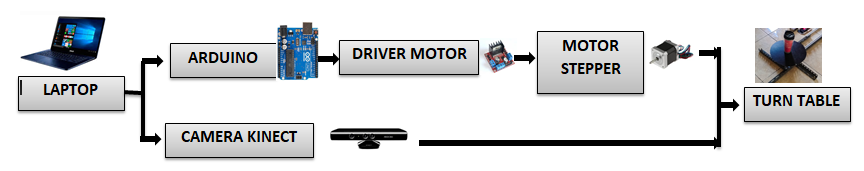 LAPTOP
ARDUINO
DRIVER MOTOR
MOTOR
STEPPER
TURN TABLE
CAMERA KINECT